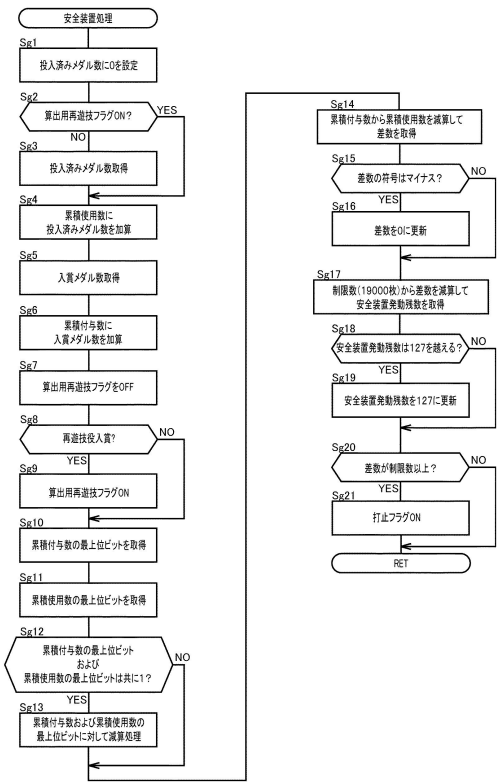 安全装置処理
Sg1
投入済みメダル数に0を設定
Sg2
算出用再遊技フラグON?
YES
NO
Sg3
投入済みメダル数取得
Sg4
累積使用数に
投入済みメダル数を加算
Sg5
入賞メダル数取得
Sg6
累積付与数に
入賞メダル数を加算
Sg7
算出用再遊技フラグをOFF
Sg8
再遊技役入賞?
NO
YES
Sg9
算出用再遊技フラグON
Sg10
累積付与数の最上位ビットを取得
Sg11
累積使用数の最上位ビットを取得
Sg12
累積付与数の最上位ビット
および
累積使用数の最上位ビットは共に1?
NO
YES
Sg13
累積付与数および累積使用数の
最上位ビットに対して減算処理
Sg14
累積付与数から累積使用数を減算して
差数を取得
Sg15
差数の符号はマイナス?
NO
YES
Sg16
差数を0に更新
Sg17
制限数(19000枚)から差数を減算して
安全装置発動残数を取得
Sg18
安全装置発動残数は127を越える?
NO
YES
Sg19
安全装置発動残数を127に更新
Sg20
差数が制限数以上?
NO
YES
Sg21
打止フラグON
RET